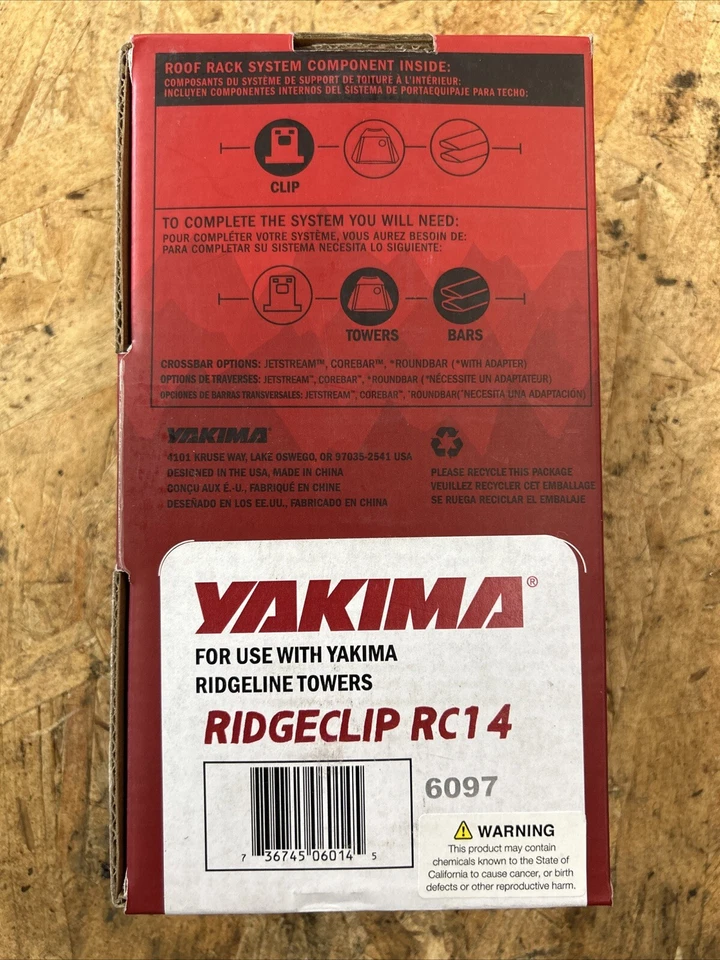 ROOF RACK SYSTEM COMPONENT INSIDE:
COMPOSANTS DU SYSTÈME DE SUPPORT DE TOITURE À L'INTÉRIEUR:
INCLUYEN COMPONENTES INTERNOS DEL SISTEMA DE PORTAEQUIPAJE PARA TECHO:
CLIP
TO COMPLETE THE SYSTEM YOU WILL NEED:
POUR COMPLÉTER VOTRE SYSTÈME, VOUS AUREZ BESOIN DE:
PARA COMPLETAR SU SISTEMA NECESITA LO SIGUIENTE:
TOWERS BARS
CROSSBAR OPTIONS: JETSTREAM™, COREBAR™, *ROUNDBAR (*WITH ADAPTER)
OPTIONS DE TRAVERSES: JETSTREAM™, COREBAR™, *ROUNDBAR (*NÉCESSITE UN ADAPTATEUR)
OPCIONES DE BARRAS TRANSVERSALES: JETSTREAM™, COREBAR™, *ROUNDBAR(*NECESITA UNA ADAPTACIÓN)
YAKIMA
4101 KRUSE WAY, LAKE OSWEGO, OR 97035-2541 USA
DESIGNED IN THE USA, MADE IN CHINA
CONÇU AUX É.-U., FABRIQUÉ EN CHINE
DESEÑADO EN LOS EE.UU., FABRICADO EN CHINA
PLEASE RECYCLE THIS PACKAGE
VEUILLEZ RECYCLER CET EMBALLAGE
SE RUEGA RECICLAR EL EMBALAJE
YAKIMA®
FOR USE WITH YAKIMA
RIDGELINE TOWERS
RIDGECLIP RC14
6097
7 36745 06014 5
WARNING
This product may contain
chemicals known to the State of
California to cause cancer, or birth
defects or other reproductive harm.